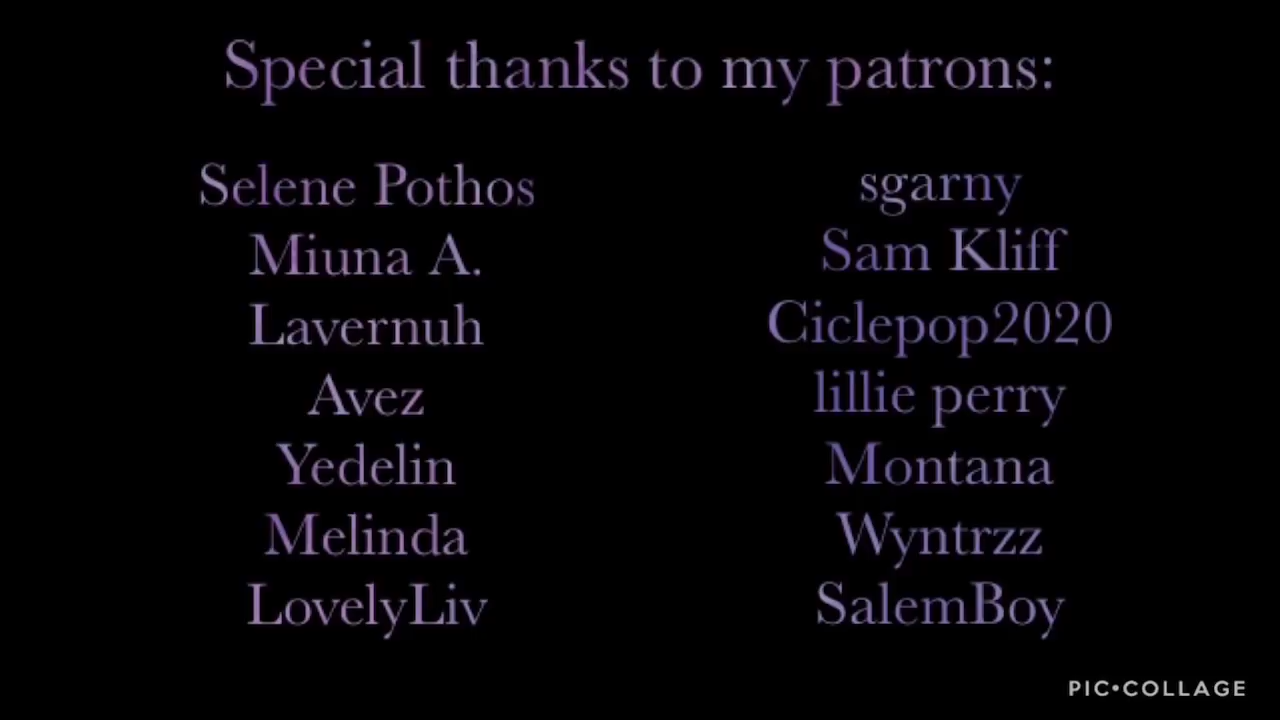 Special thanks to my patrons:
Selene Pothos
Miuna A.
Lavernuh
Avez
Yedelin
Melinda
LovelyLiv
sgarny
Sam Kliff
Ciclepop2020
lillie perry
Montana
Wyntrzz
SalemBoy
PIC•COLLAGE